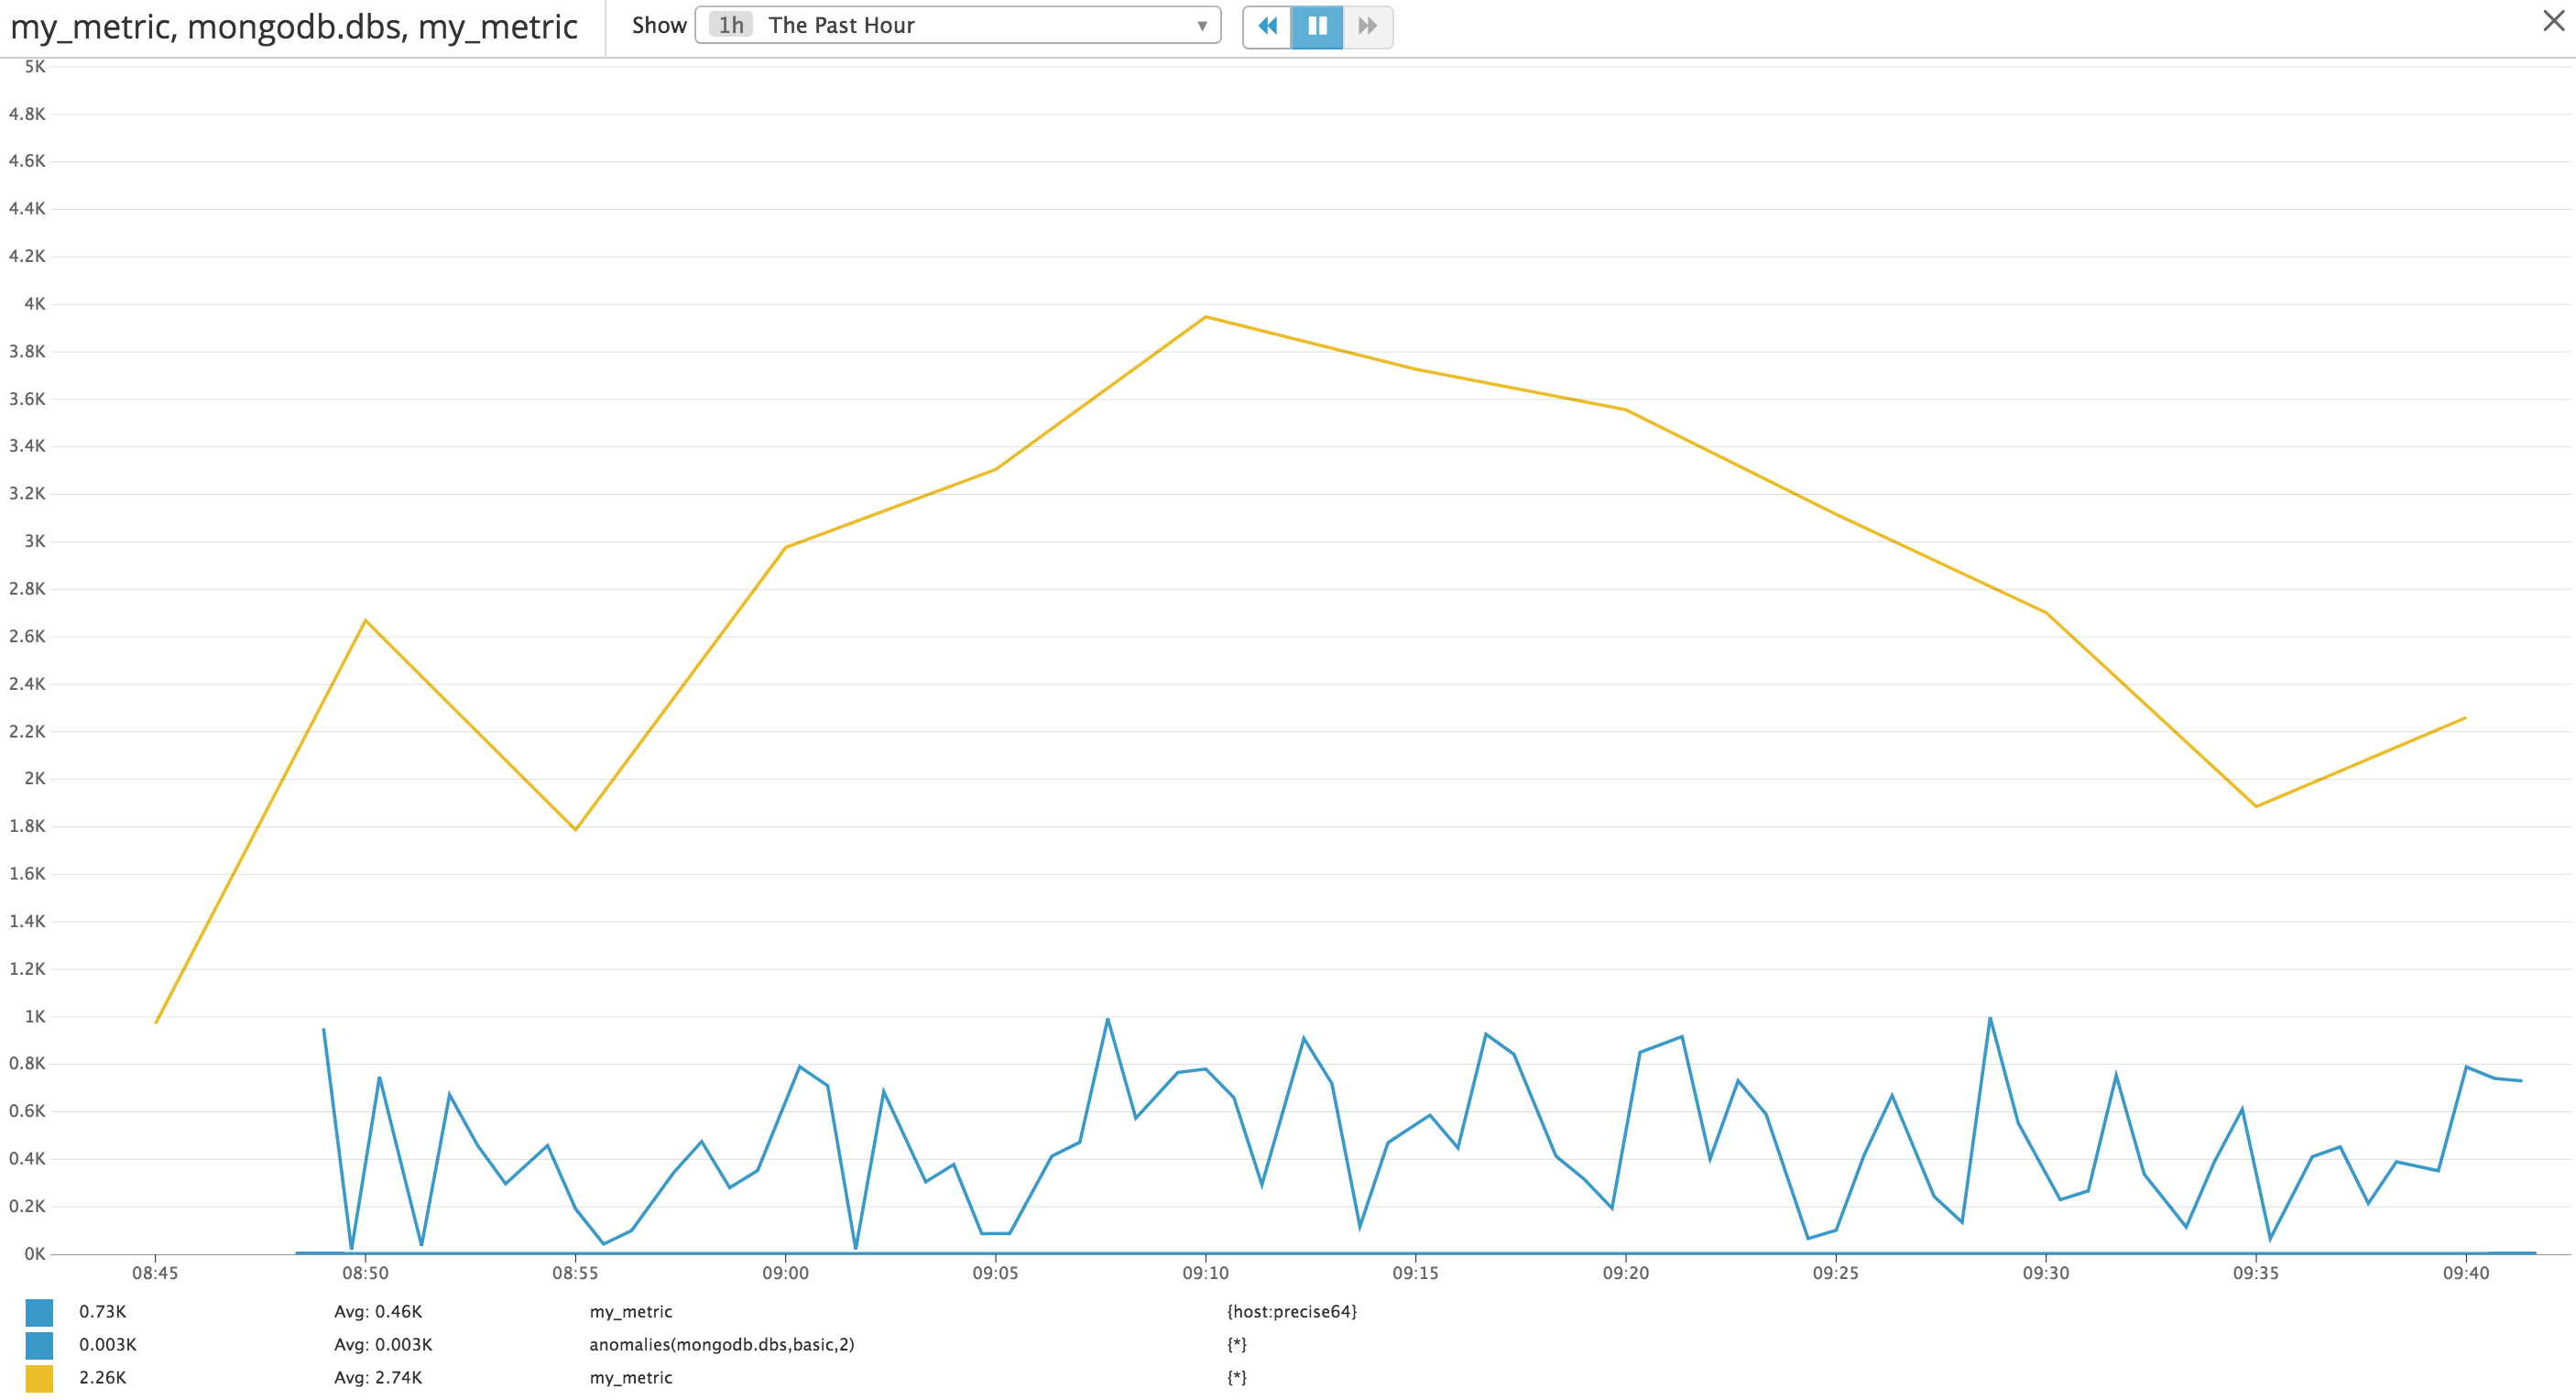 my_metric, mongodb.dbs, my_metric Show 1h The Past Hour
5K
4.8K
4.6K
4.4K
4.2K
4K
3.8K
3.6K
3.4K
3.2K
3K
2.8K
2.6K
2.4K
2.2K
2K
1.8K
1.6K
1.4K
1.2K
1K
0.8K
0.6K
0.4K
0.2K
0K
08:45 08:50 08:55 09:00 09:05 09:10 09:15 09:20 09:25 09:30 09:35 09:40
0.73K Avg: 0.46K my_metric {host:precise64}
0.003K Avg: 0.003K anomalies(mongodb.dbs,basic,2) {*}
2.26K Avg: 2.74K my_metric {*}